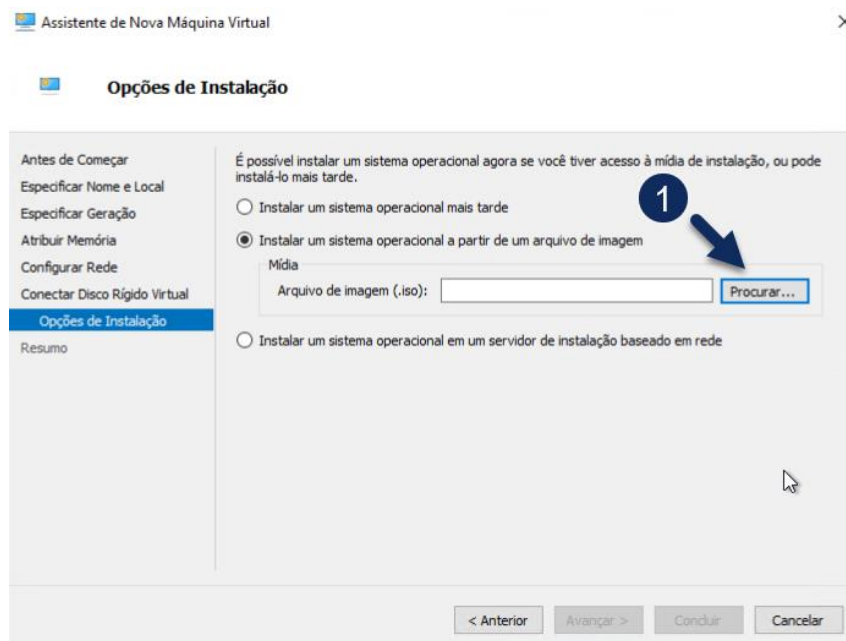 Assistente de Nova Máquina Virtual
Opções de Instalação
Antes de Começar
Especificar Nome e Local
Especificar Geração
Atribuir Memória
Configurar Rede
Conectar Disco Rígido Virtual
Opções de Instalação
Resumo
É possível instalar um sistema operacional agora se você tiver acesso à mídia de instalação, ou pode
instalá-lo mais tarde.
Instalar um sistema operacional mais tarde
1
Instalar um sistema operacional a partir de um arquivo de imagem
Mídia
Arquivo de imagem (.iso):
Procurar...
Instalar um sistema operacional em um servidor de instalação baseado em rede
< Anterior
Avançar >
Concluir
Cancelar